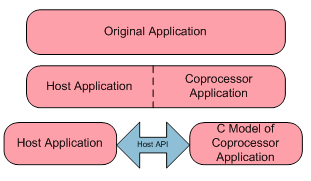 Original Application
Host Application
Coprocessor
Application
Host Application
Host API
C Model of
Coprocessor
Application